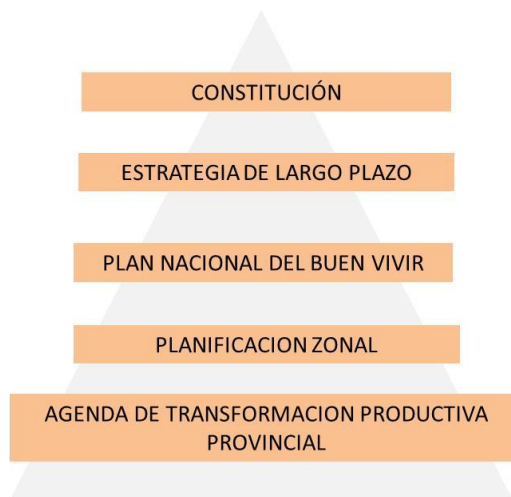 CONSTITUCIÓN
ESTRATEGIA DE LARGO PLAZO
PLAN NACIONAL DEL BUEN VIVIR
PLANIFICACION ZONAL
AGENDA DE TRANSFORMACION PRODUCTIVA
PROVINCIAL